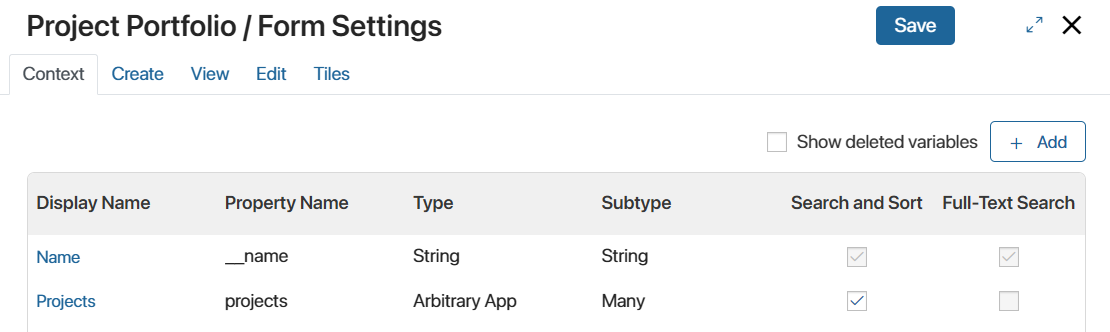 Project Portfolio / Form Settings Save
Context Create View Edit Tiles
Show deleted variables + Add
Display Name Property Name Type Subtype Search and Sort Full-Text Search
Name __name String String
Projects projects Arbitrary App Many